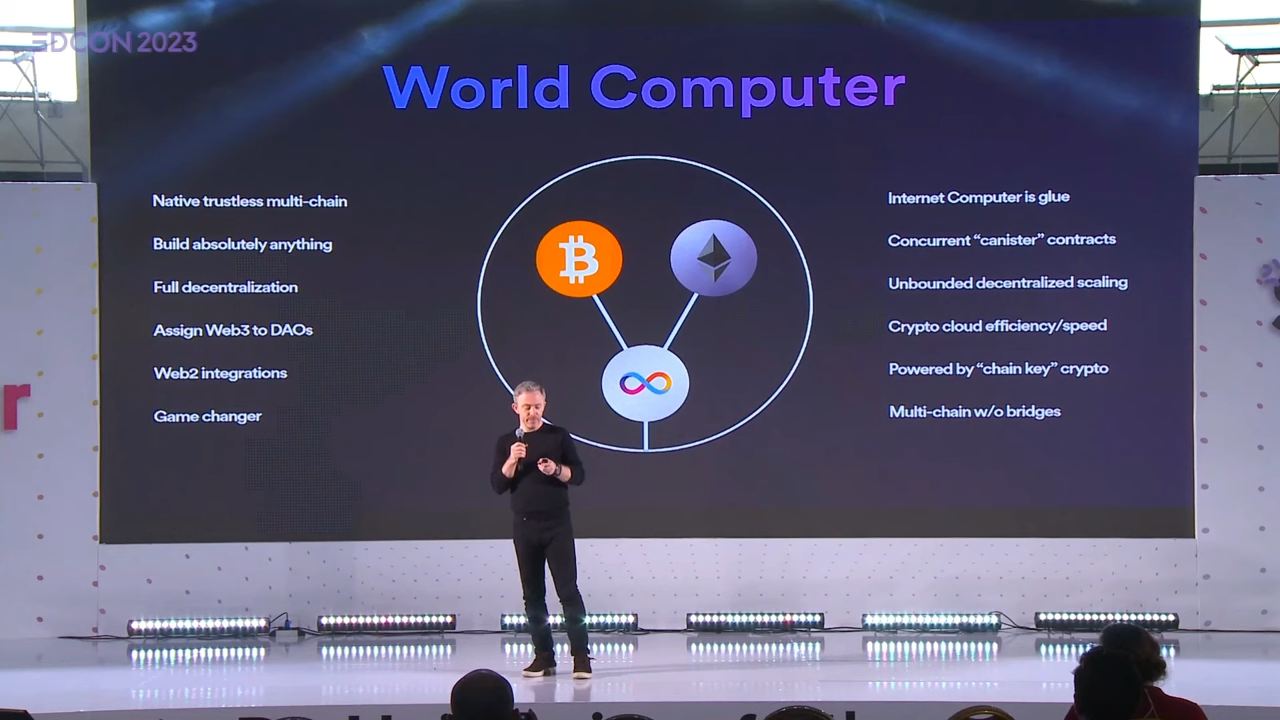 EDCON 2023
World Computer
Native trustless multi-chain
Build absolutely anything
Full decentralization
Assign Web3 to DAOs
Web2 integrations
Game changer
Internet Computer is glue
Concurrent “canister” contracts
Unbounded decentralized scaling
Crypto cloud efficiency/speed
Powered by “chain key” crypto
Multi-chain w/o bridges
r